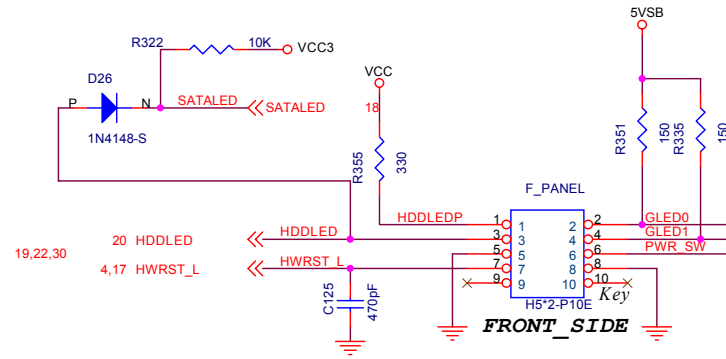 5VSB
R322 10K VCC3
D26 VCC
P N SATALED SATALED 18
1N4148-S
R355 330
R351 150 R335 150
F_PANEL
HDDLEDP 1 1 2 2 GLED0
19,22,30 20 HDDLED HDDLED 3 3 4 4 GLED1
5 5 6 6 PWR_SW
4,17 HWRST_L HWRST_L 7 7 8 8
9 9 10 10 Key
C125 470pF
H5*2-P10E
FRONT_SIDE